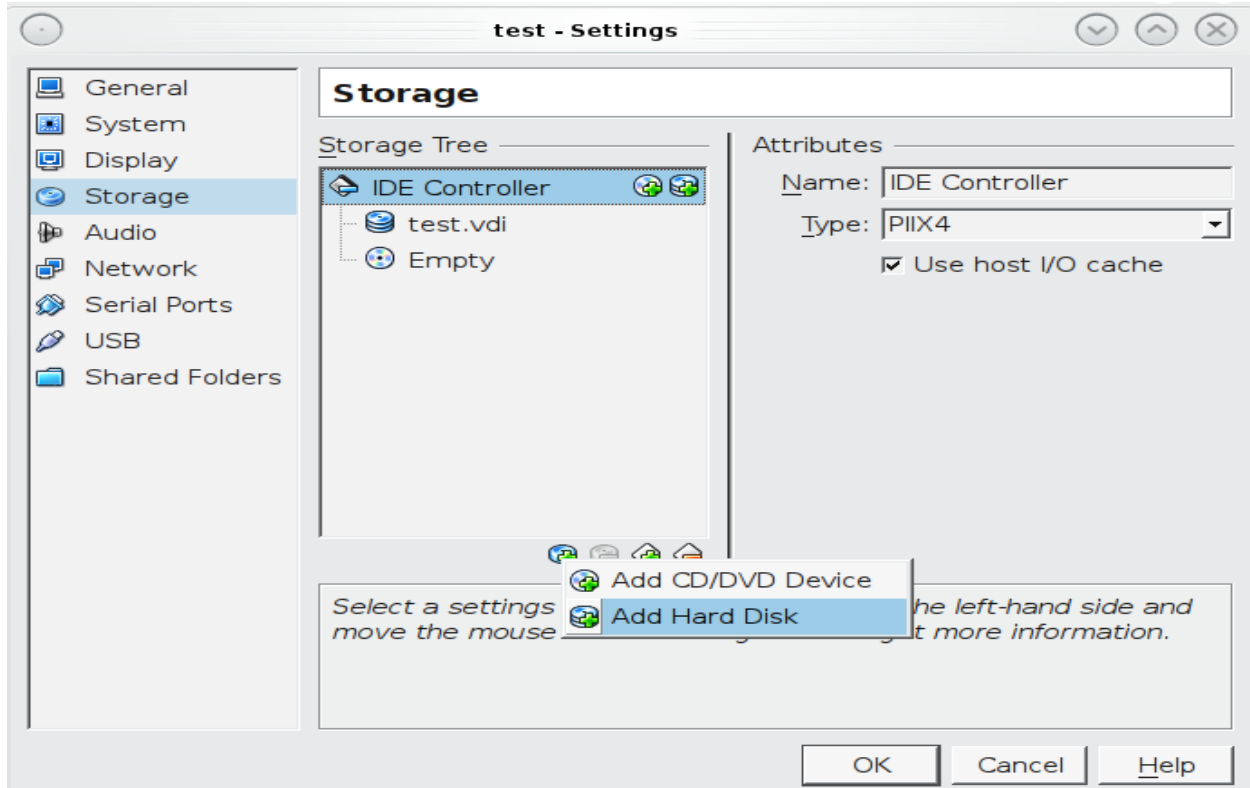 test - Settings
General
System
Display
Storage
Audio
Network
Serial Ports
USB
Shared Folders
Storage
Storage Tree
IDE Controller
test.vdi
Empty
Attributes
Name: IDE Controller
Type: PIIX4
Use host I/O cache
Add CD/DVD Device
Add Hard Disk
Select a settings he left-hand side and
move the mouse t more information.
OK Cancel Help